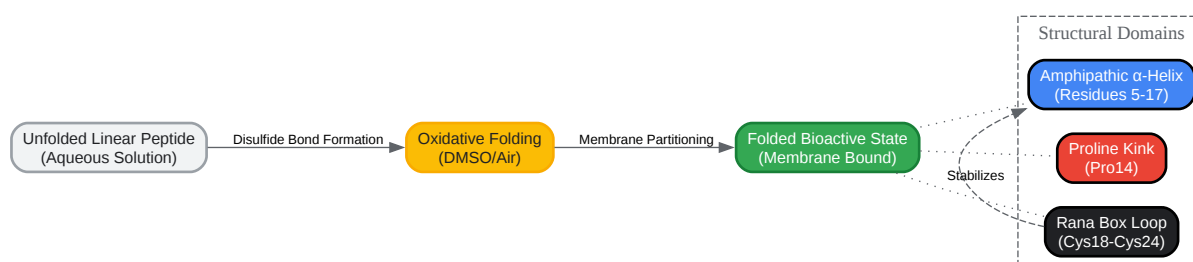 Structural Domains
Amphipathic α-Helix
(Residues 5-17)
Unfolded Linear Peptide
(Aqueous Solution)
Disulfide Bond Formation
Oxidative Folding
(DMSO/Air)
Membrane Partitioning
Folded Bioactive State
(Membrane Bound)
Proline Kink
(Pro14)
Stabilizes
Rana Box Loop
(Cys18-Cys24)